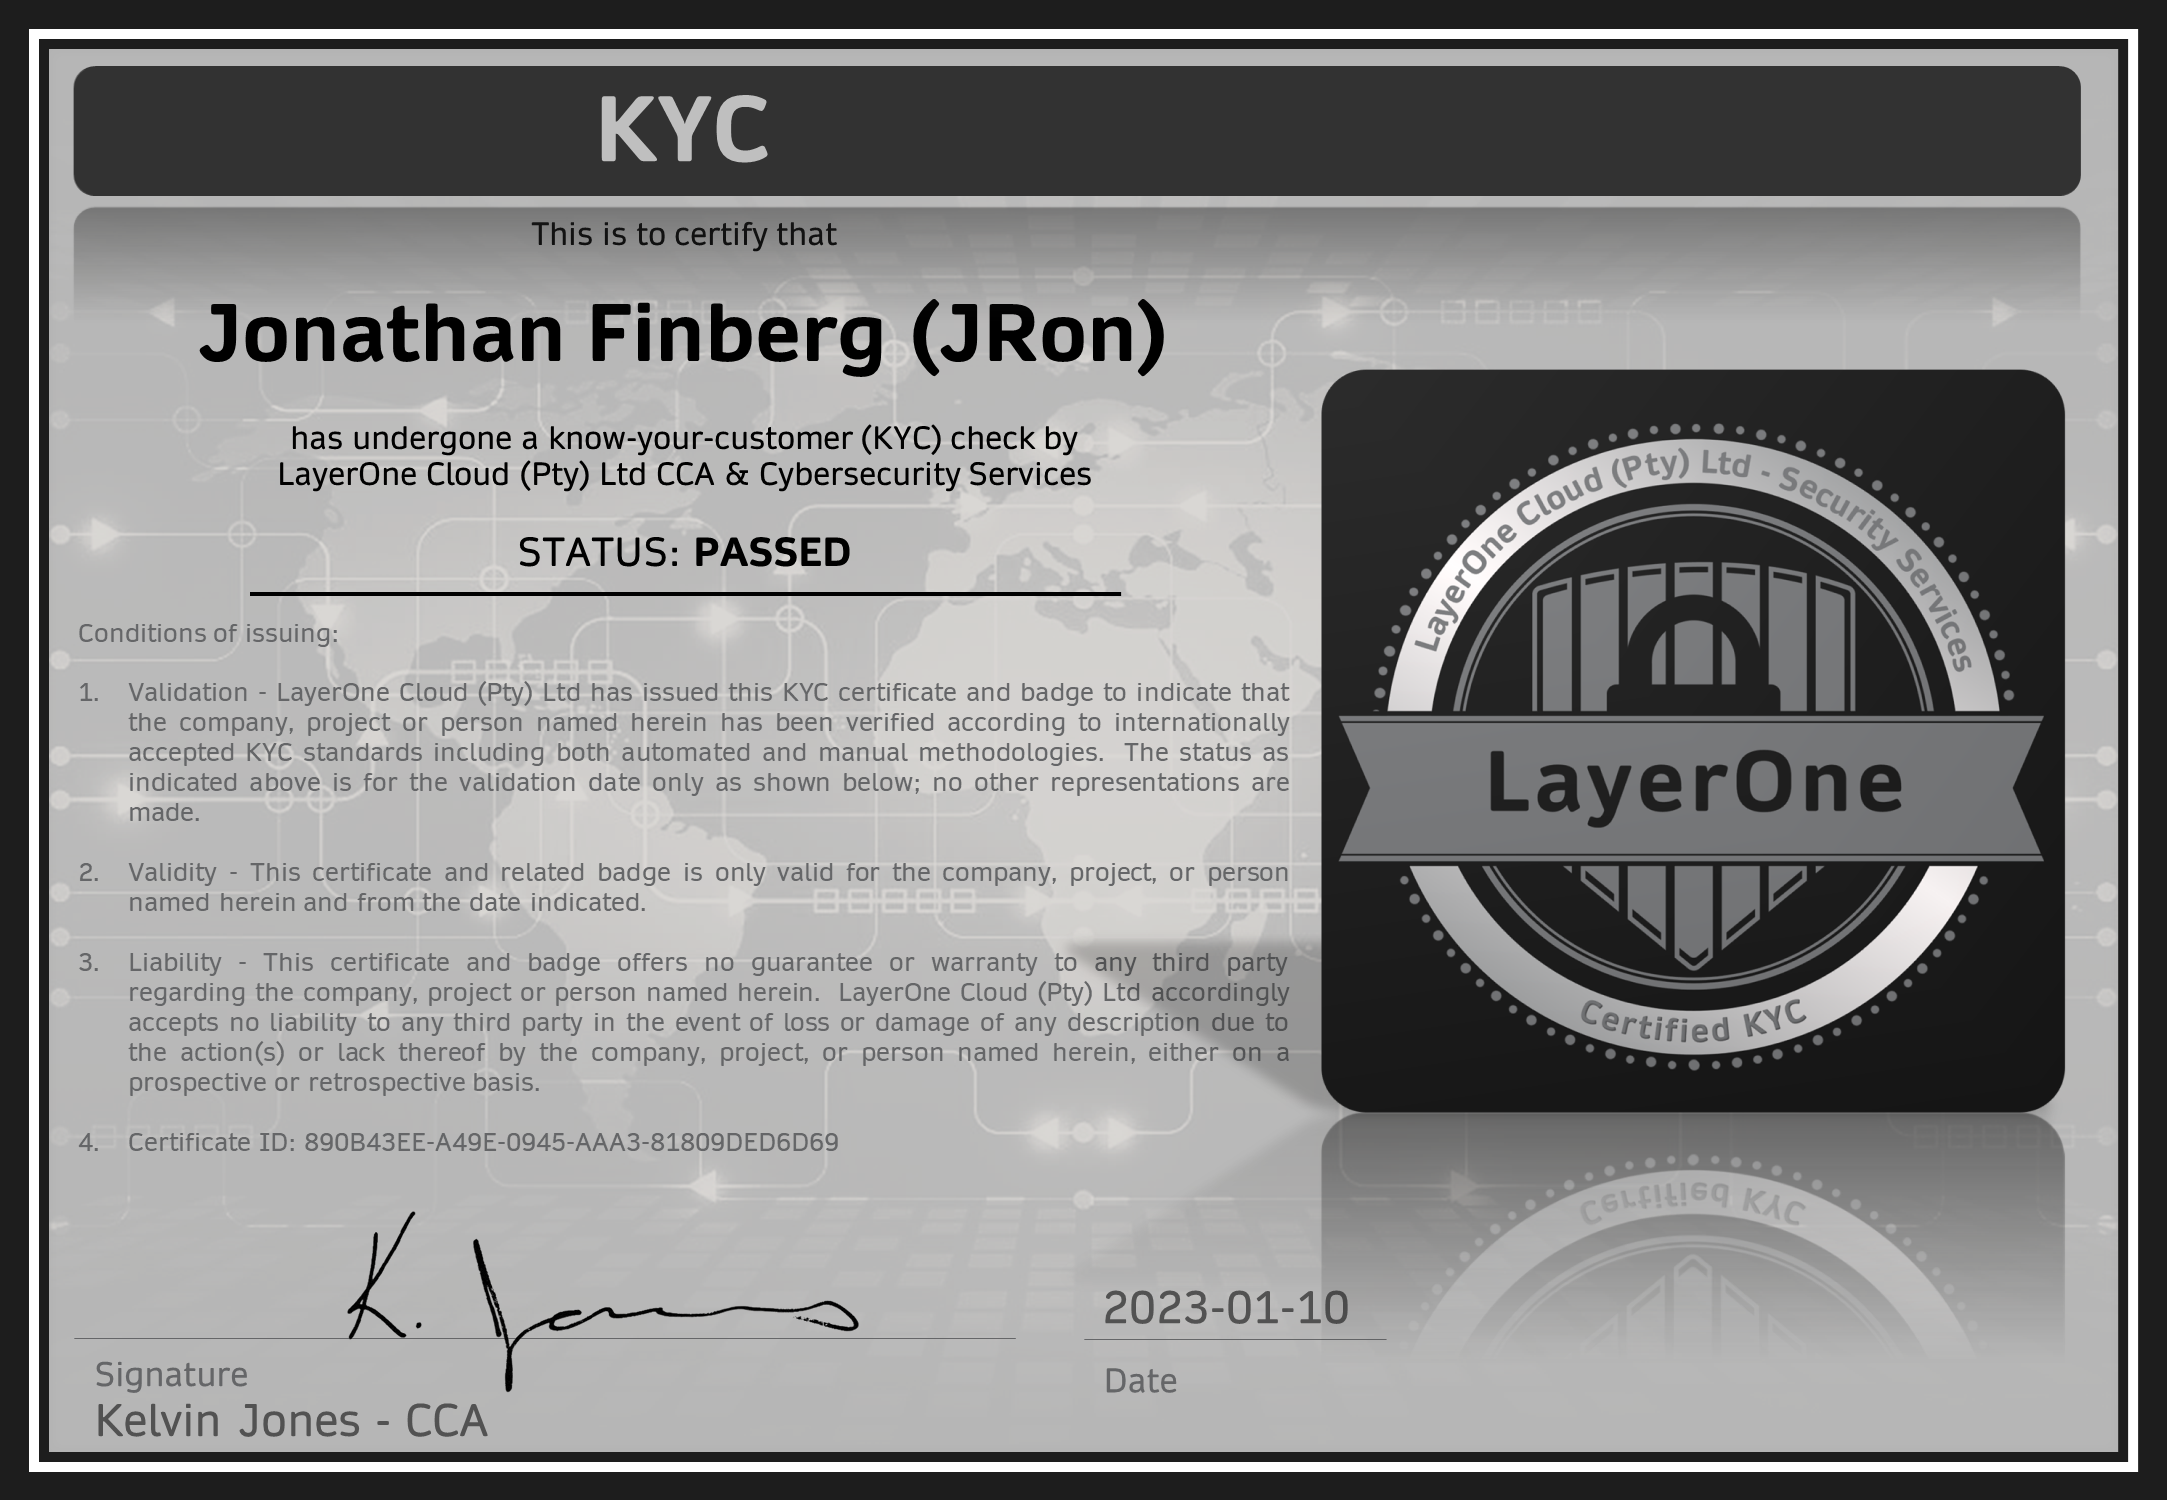 KYC
This is to certify that
Jonathan Finberg (JRon)
has undergone a know-your-customer (KYC) check by
LayerOne Cloud (Pty) Ltd CCA & Cybersecurity Services
STATUS: PASSED
Conditions of issuing:
1. Validation - LayerOne Cloud (Pty) Ltd has issued this KYC certificate and badge to indicate that
the company, project or person named herein has been verified according to internationally
accepted KYC standards including both automated and manual methodologies. The status as
indicated above is for the validation date only as shown below; no other representations are
made.
2. Validity - This certificate and related badge is only valid for the company, project, or person
named herein and from the date indicated.
3. Liability - This certificate and badge offers no guarantee or warranty to any third party
regarding the company, project or person named herein. LayerOne Cloud (Pty) Ltd accordingly
accepts no liability to any third party in the event of loss or damage of any description due to
the action(s) or lack thereof by the company, project, or person named herein, either on a
prospective or retrospective basis.
4. Certificate ID: 890B43EE-A49E-0945-AAA3-81809DED6D69
LayerOne Cloud (Pty) Ltd - Security Services
LayerOne
Certified KYC
Certified KYC
K. Jones
2023-01-10
Signature
Date
Kelvin Jones - CCA